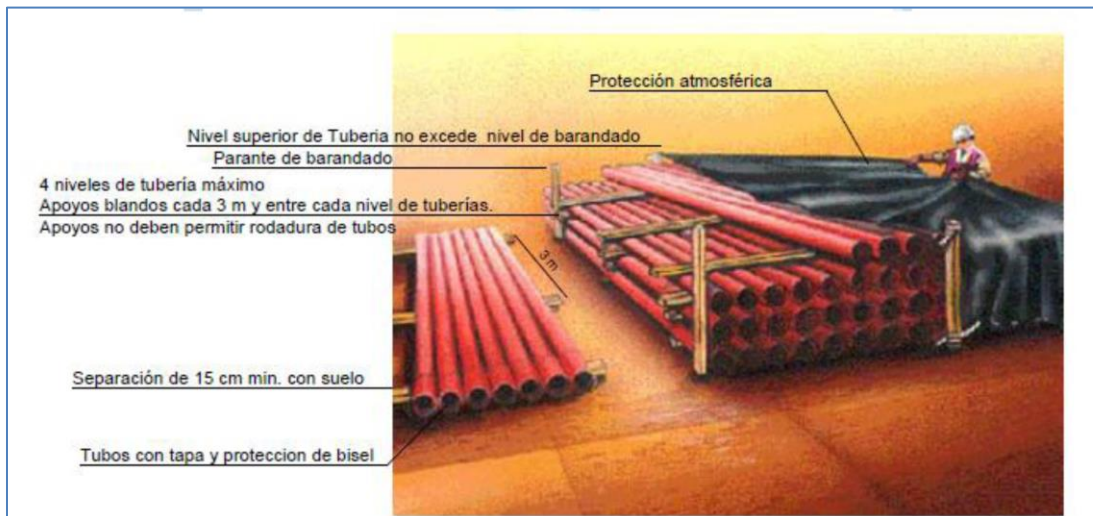 Protección atmosférica
Nivel superior de Tuberia no excede nivel de barandado
Parante de barandado
4 niveles de tubería máximo
Apoyos blandos cada 3 m y entre cada nivel de tuberías.
Apoyos no deben permitir rodadura de tubos
3 m
Separación de 15 cm min. con suelo
Tubos con tapa y proteccion de bisel